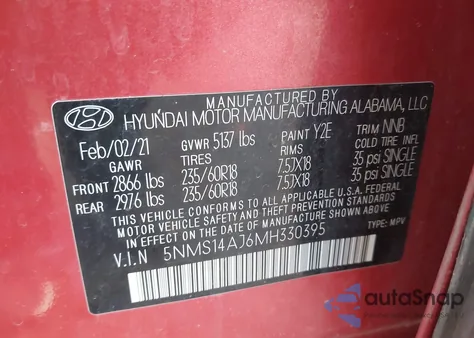 MANUFACTURED BY
HYUNDAI MOTOR MANUFACTURING ALABAMA, LLC
Feb/02/21 GVWR 5137 lbs PAINT Y2E TRIM NNB
GAWR TIRES RIMS COLD TIRE INFL
FRONT 2866 lbs 235/60R18 7.5JX18 35 psi SINGLE
REAR 2976 lbs 235/60R18 7.5JX18 35 psi SINGLE
THIS VEHICLE CONFORMS TO ALL APPLICABLE FEDERAL MOTOR VEHICLE SAFETY AND BUMPER STANDARDS IN EFFECT ON THE DATE OF MANUFACTURE SHOWN ABOVE.
V.I.N 5NMS14AJ6MH330395 TYPE: MPV
autoSnap